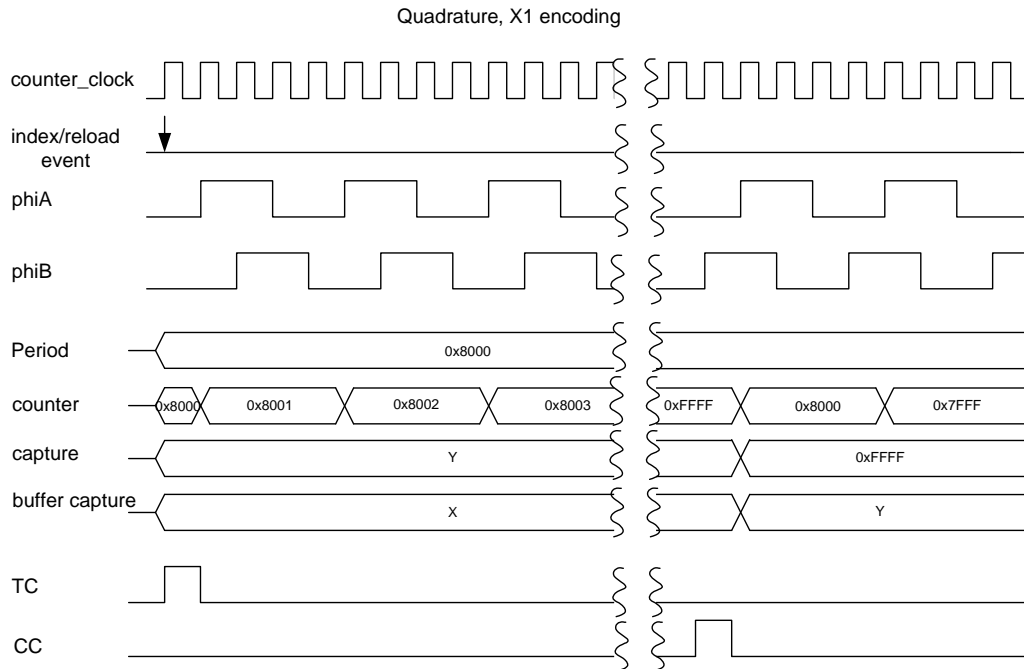 Quadrature, X1 encoding
counter_clock
index/reload
event
phiA
phiB
Period
0x8000
counter
0x8000
0x8001
0x8002
0x8003
0xFFFF
0x8000
0x7FFF
capture
Y
0xFFFF
buffer capture
X
Y
TC
CC